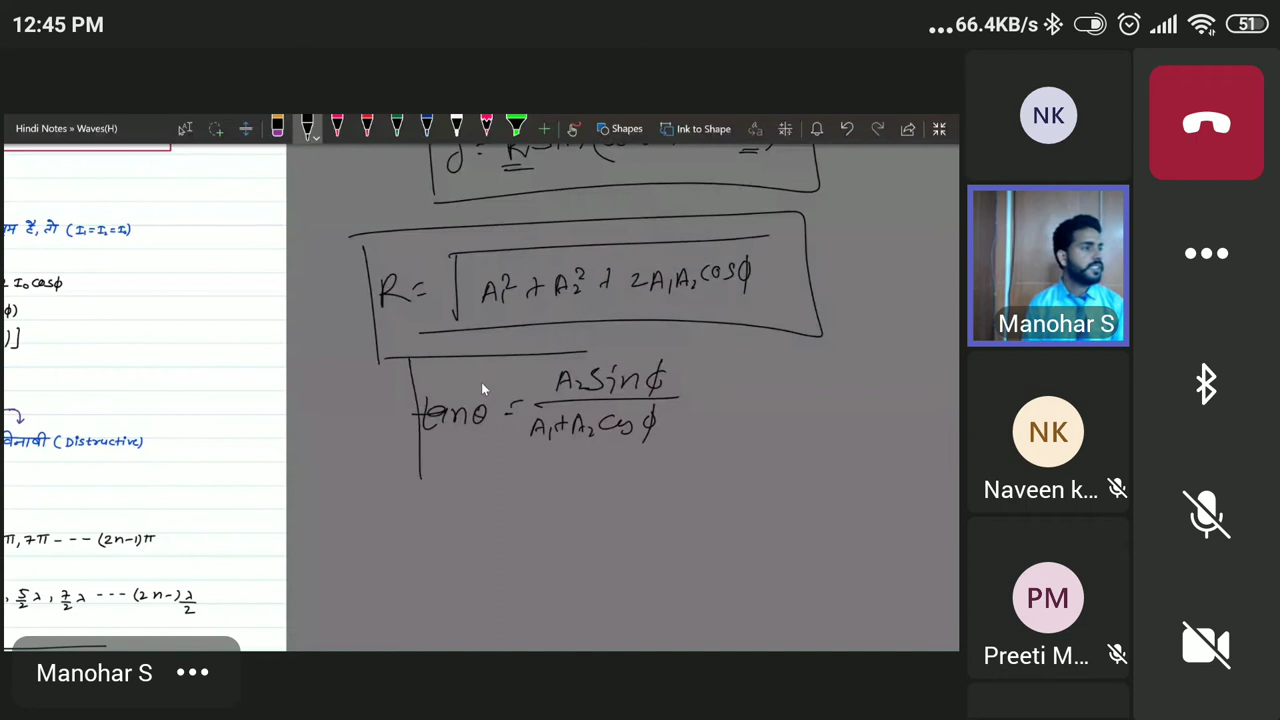 12:45 PM
...66.4KB/s
51
Hindi Notes » Waves(H)
Shapes
Ink to Shape
म हैं, तो (I₁=I₂=I₀)
2 I₀ cosϕ
ϕ)
)]
विनाषी (Distructive)
π, 7π - - - (2n-1)π
, 5/2 λ, 7/2 λ --- (2n-) λ/2
R = √A₁² + A₂² + 2A₁A₂ cosϕ
tanθ = A₂ sinϕ / A₁+A₂ cosϕ
NK
Manohar S
NK
Naveen k...
PM
Preeti M...
Manohar S